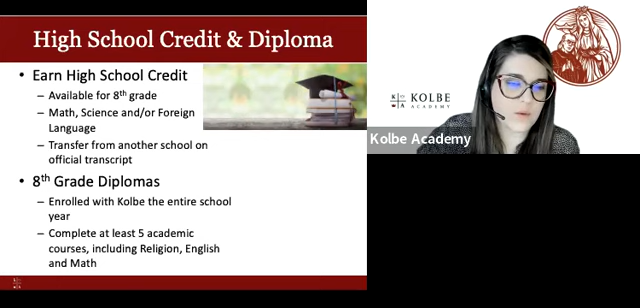 High School Credit & Diploma
• Earn High School Credit
– Available for 8th grade
– Math, Science and/or Foreign
Language
– Transfer from another school on
official transcript
• 8th Grade Diplomas
– Enrolled with Kolbe the entire school
year
– Complete at least 5 academic
courses, including Religion, English
and Math
K
A
KOLBE
ACADEMY
Kolbe Academy